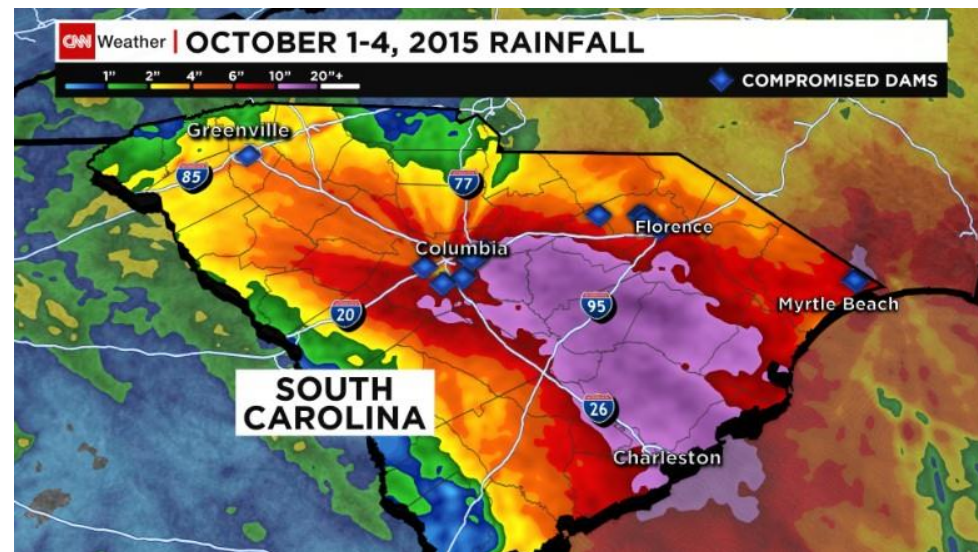 CNN Weather | OCTOBER 1-4, 2015 RAINFALL
1" 2" 4" 6" 10" 20"+
COMPROMISED DAMS
Greenville
85
77
Florence
Columbia
95
Myrtle Beach
20
SOUTH
CAROLINA
26
Charleston